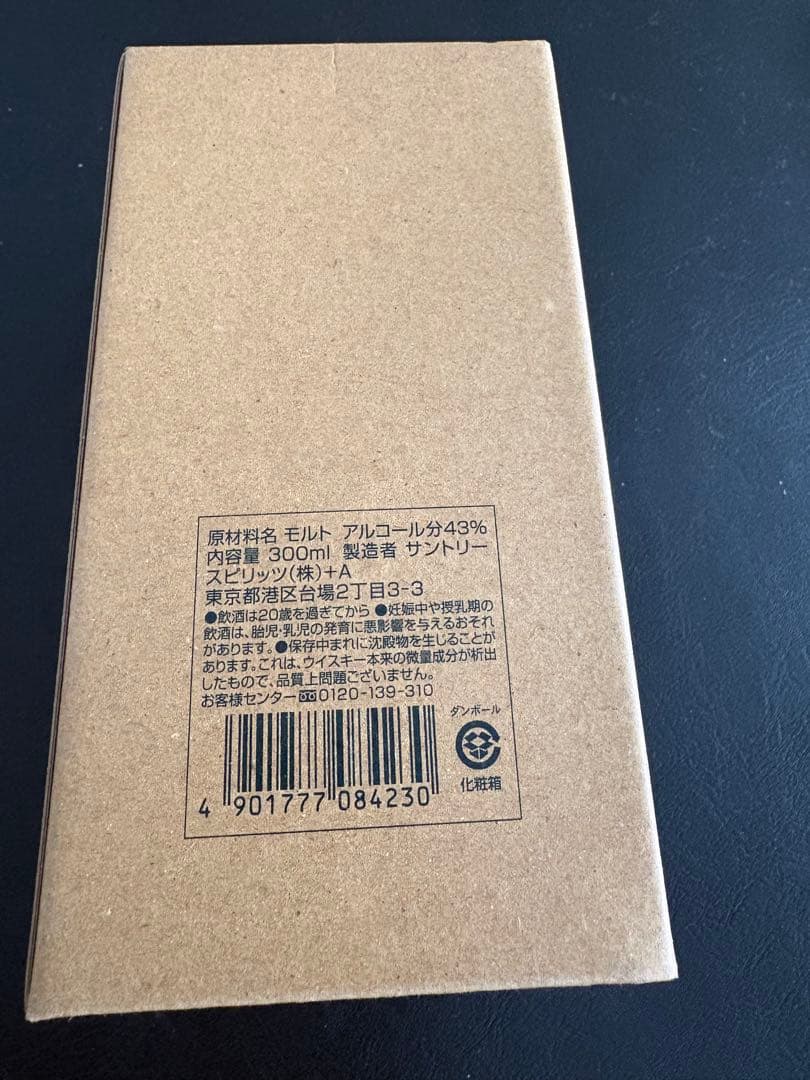 原材料名 モルト アルコール分43%
内容量 300ml 製造者 サントリー
スピリッツ(株)+A
東京都港区台場2丁目3-3
●飲酒は20歳を過ぎてから ●妊娠中や授乳期の
飲酒は、胎児・乳児の発育に悪影響を与えるおそれ
があります。●保存中まれに沈殿物を生じることが
あります。これは、ウイスキー本来の微量成分が析出
したもので、品質上問題ございません。
お客様センター 0120-139-310
ダンボール
化粧箱
4 901777 084230